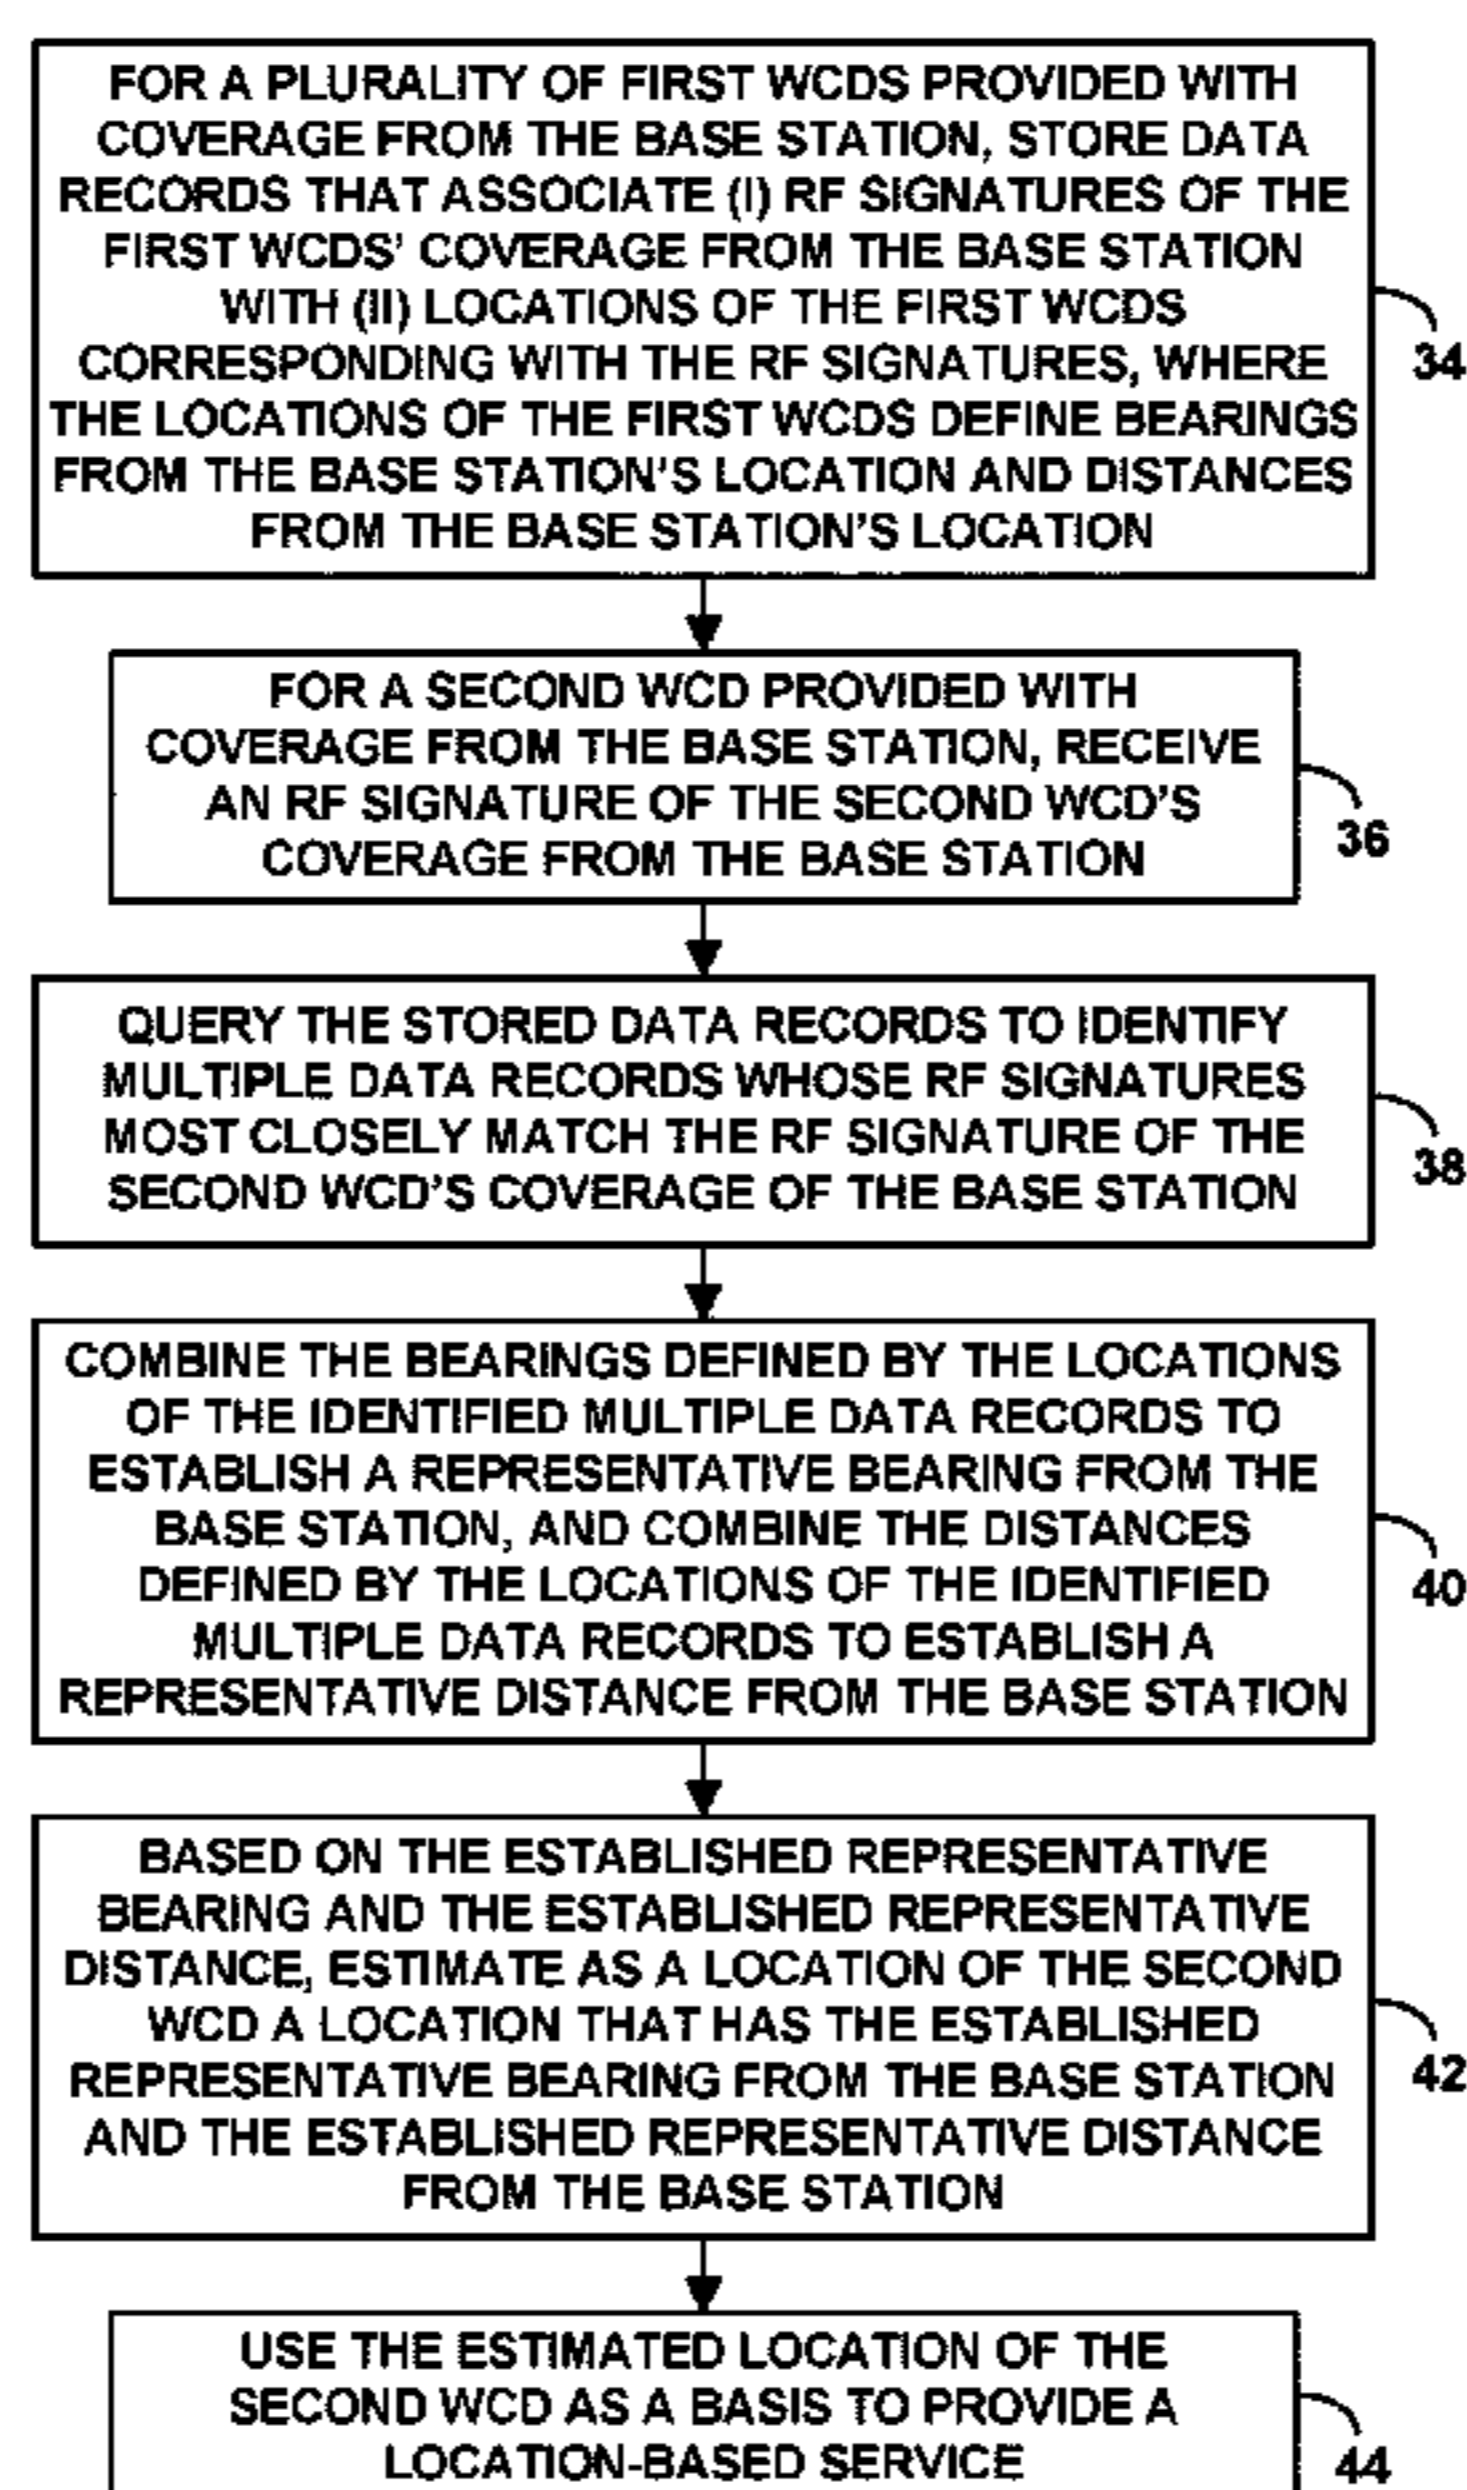 FOR A PLURALITY OF FIRST WCDS PROVIDED WITH
COVERAGE FROM THE BASE STATION, STORE DATA
RECORDS THAT ASSOCIATE (I) RF SIGNATURES OF THE
FIRST WCDS' COVERAGE FROM THE BASE STATION
WITH (II) LOCATIONS OF THE FIRST WCDS
CORRESPONDING WITH THE RF SIGNATURES, WHERE
THE LOCATIONS OF THE FIRST WCDS DEFINE BEARINGS
FROM THE BASE STATION'S LOCATION AND DISTANCES
FROM THE BASE STATION'S LOCATION
34
FOR A SECOND WCD PROVIDED WITH
COVERAGE FROM THE BASE STATION, RECEIVE
AN RF SIGNATURE OF THE SECOND WCD'S
COVERAGE FROM THE BASE STATION
36
QUERY THE STORED DATA RECORDS TO IDENTIFY
MULTIPLE DATA RECORDS WHOSE RF SIGNATURES
MOST CLOSELY MATCH THE RF SIGNATURE OF THE
SECOND WCD'S COVERAGE OF THE BASE STATION
38
COMBINE THE BEARINGS DEFINED BY THE LOCATIONS
OF THE IDENTIFIED MULTIPLE DATA RECORDS TO
ESTABLISH A REPRESENTATIVE BEARING FROM THE
BASE STATION, AND COMBINE THE DISTANCES
DEFINED BY THE LOCATIONS OF THE IDENTIFIED
MULTIPLE DATA RECORDS TO ESTABLISH A
REPRESENTATIVE DISTANCE FROM THE BASE STATION
40
BASED ON THE ESTABLISHED REPRESENTATIVE
BEARING AND THE ESTABLISHED REPRESENTATIVE
DISTANCE, ESTIMATE AS A LOCATION OF THE SECOND
WCD A LOCATION THAT HAS THE ESTABLISHED
REPRESENTATIVE BEARING FROM THE BASE STATION
AND THE ESTABLISHED REPRESENTATIVE DISTANCE
FROM THE BASE STATION
42
USE THE ESTIMATED LOCATION OF THE
SECOND WCD AS A BASIS TO PROVIDE A
LOCATION-BASED SERVICE
44